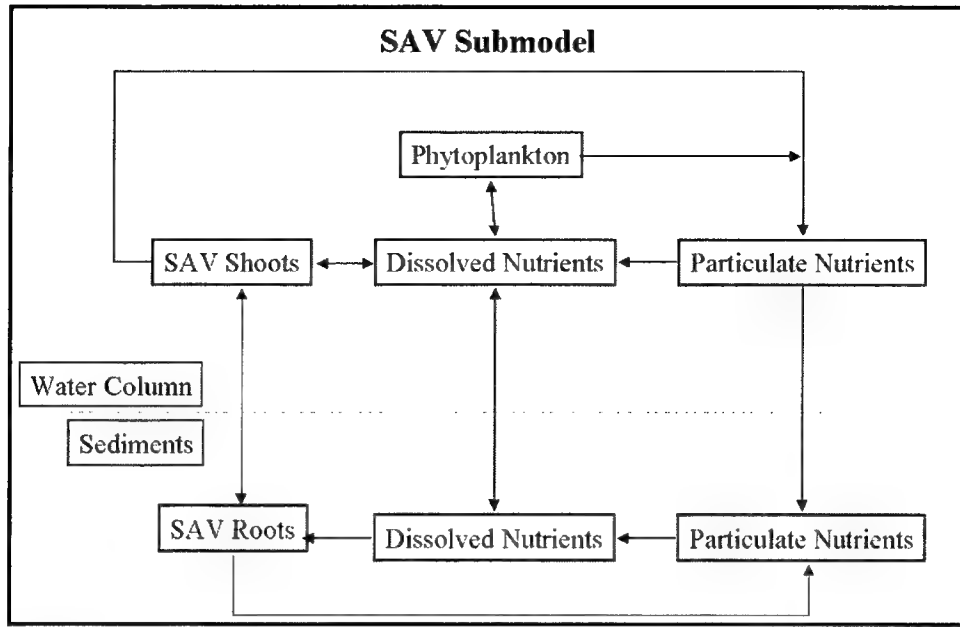 SAV Submodel
Phytoplankton
SAV Shoots
Dissolved Nutrients
Particulate Nutrients
Water Column
Sediments
SAV Roots
Dissolved Nutrients
Particulate Nutrients